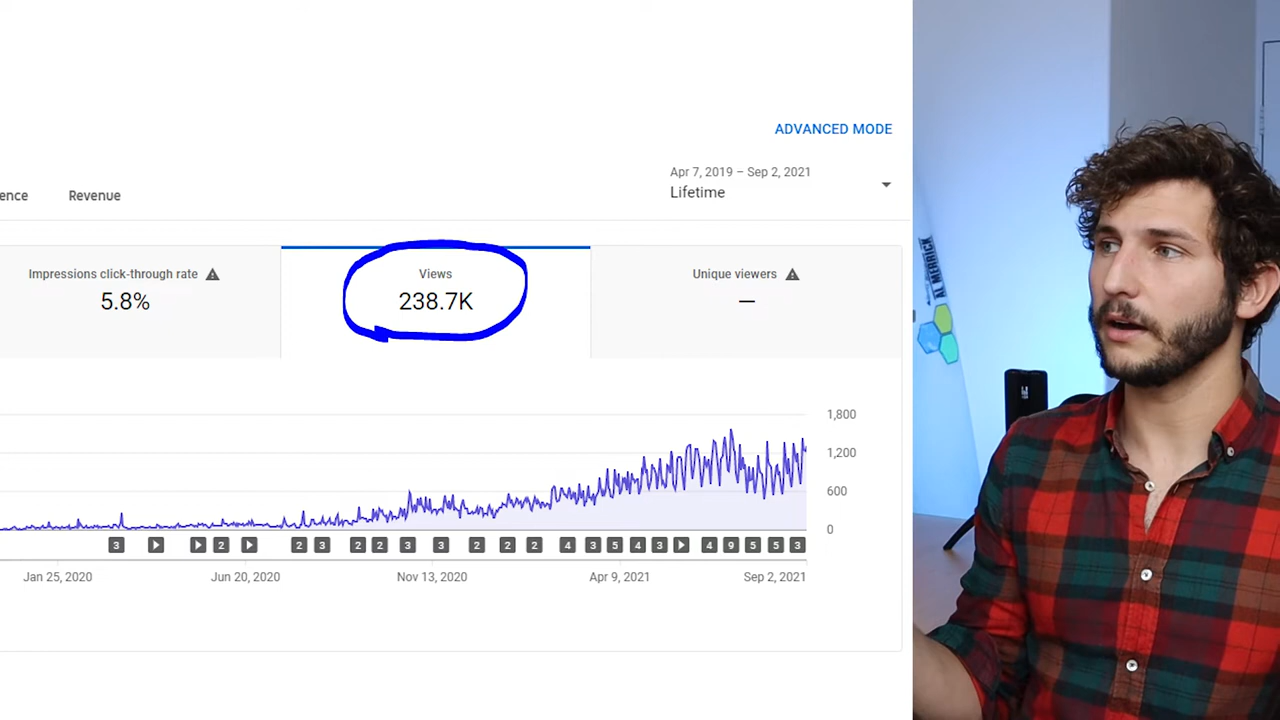 ADVANCED MODE
Apr 7, 2019 – Sep 2, 2021
Lifetime
ence Revenue
Impressions click-through rate
5.8%
Views
238.7K
Unique viewers
—
1,800
1,200
600
0
3 2 2 3 2 2 3 3 2 2 2 4 3 5 4 3 4 9 5 5 3
Jan 25, 2020 Jun 20, 2020 Nov 13, 2020 Apr 9, 2021 Sep 2, 2021
AL MERRICK